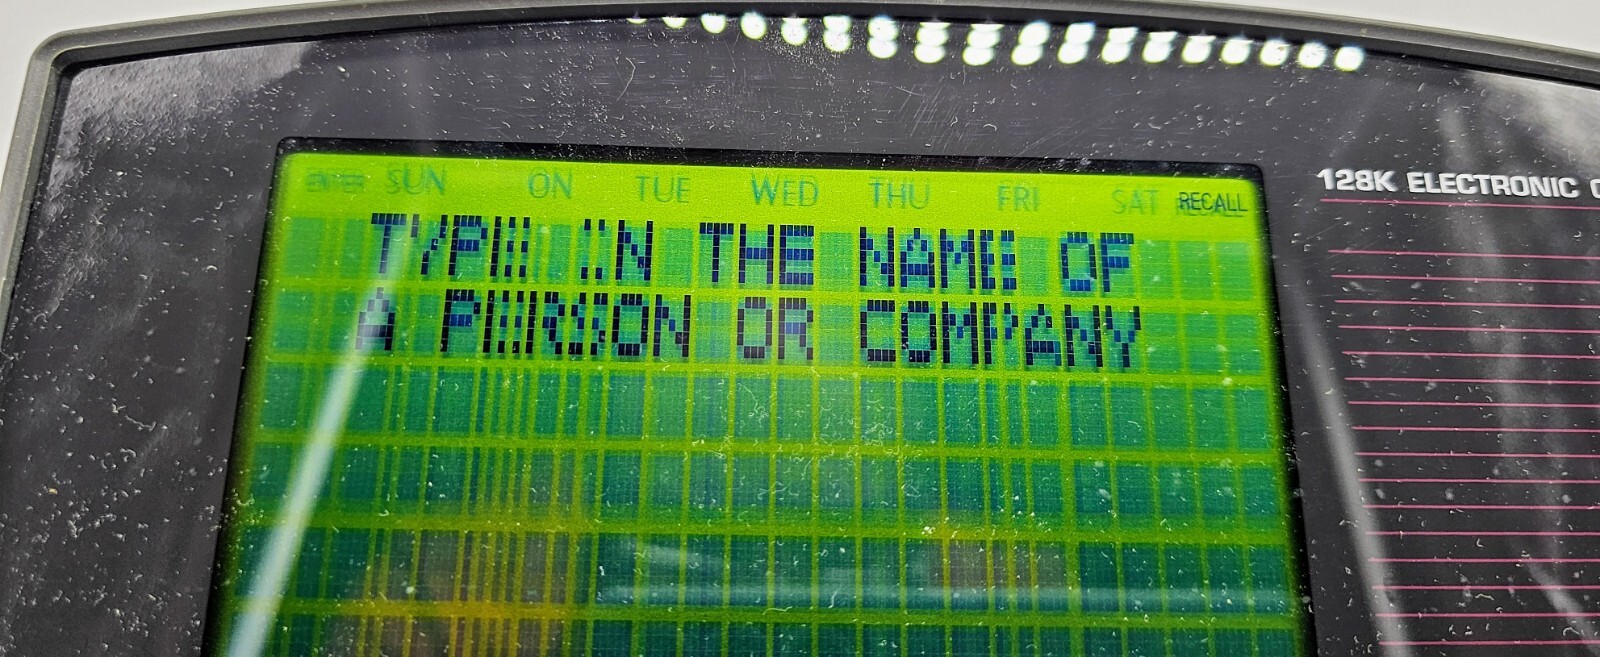 ENTER SUN ON TUE WED THU FRI SAT RECALL
TYPE IN THE NAME OF
A PERSON OR COMPANY
128K ELECTRONIC